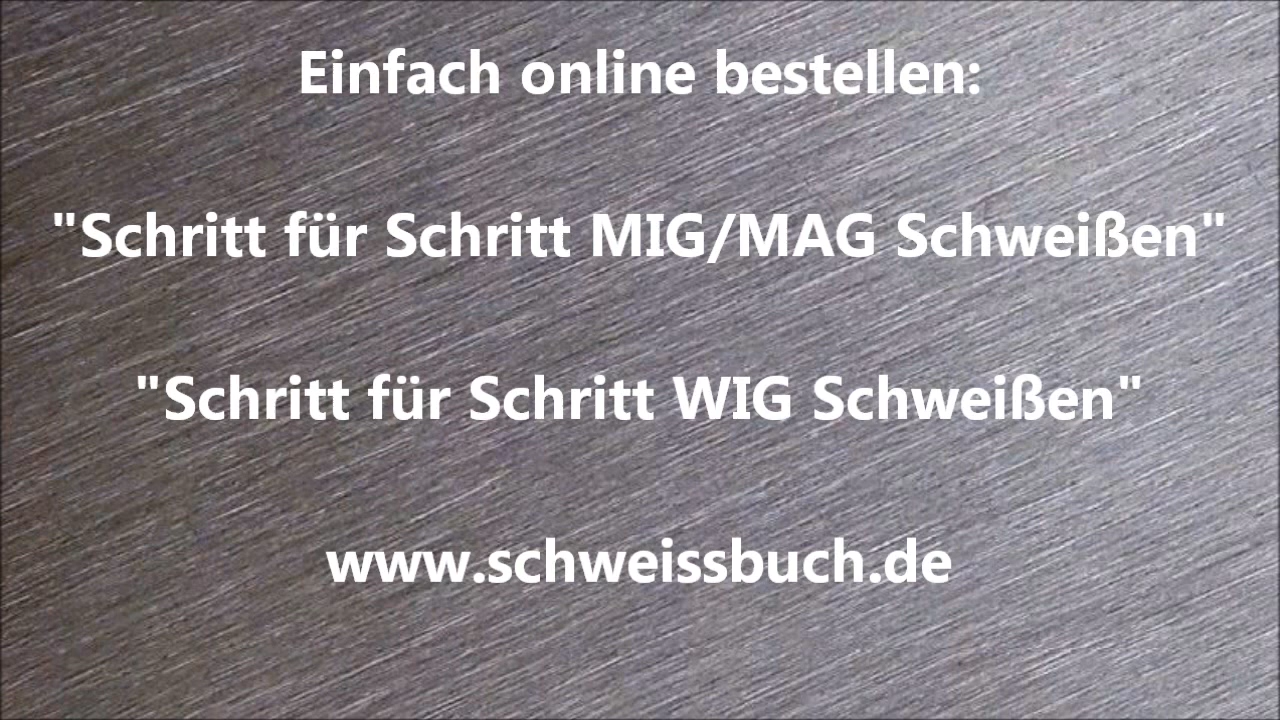 Einfach online bestellen:
"Schritt für Schritt MIG/MAG Schweißen"
"Schritt für Schritt WIG Schweißen"
www.schweissbuch.de